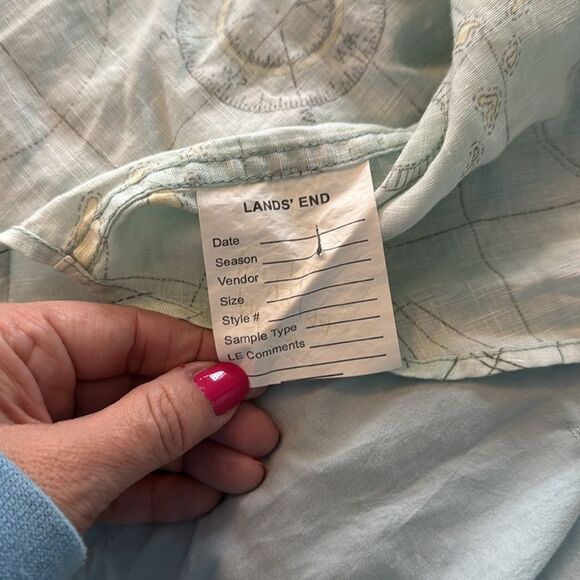 LANDS' END
Date
Season
Vendor
Size
Style #
Sample Type
LE Comments